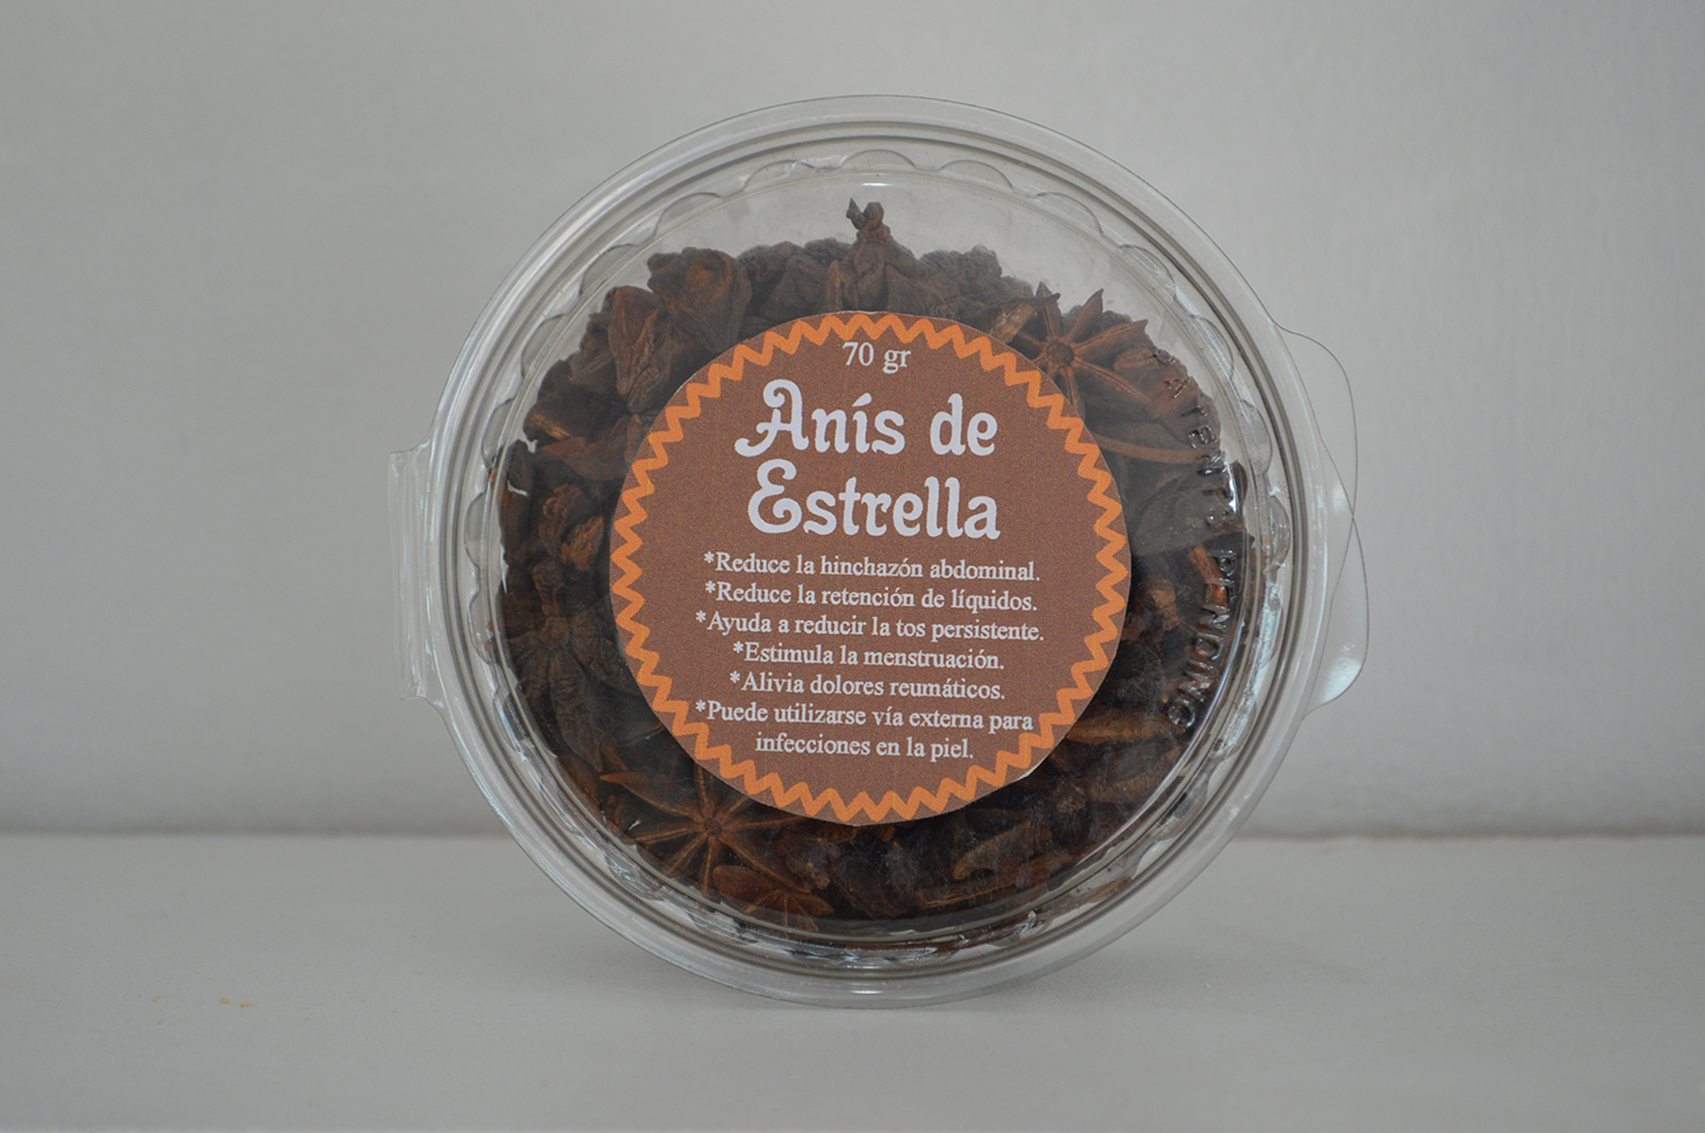 70 gr
Anís de
Estrella
*Reduce la hinchazón abdominal.
*Reduce la retención de líquidos.
*Ayuda a reducir la tos persistente.
*Estimula la menstruación.
*Alivia dolores reumáticos.
*Puede utilizarse vía externa para
infecciones en la piel.
PENDING